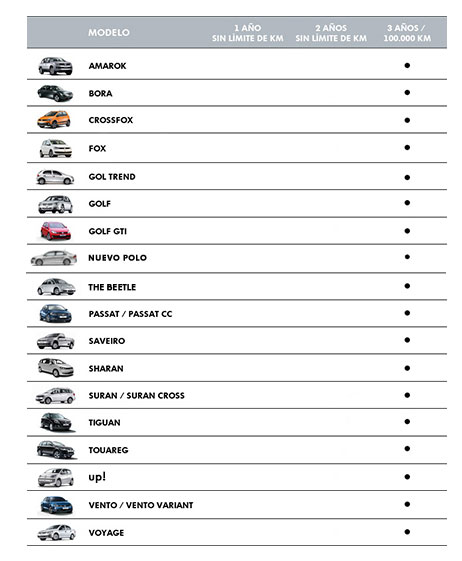 MODELO 1 AÑO SIN LÍMITE DE KM 2 AÑOS SIN LÍMITE DE KM 3 AÑOS / 100.000 KM
AMAROK •
BORA •
CROSSFOX •
FOX •
GOL TREND •
GOLF •
GOLF GTI •
NUEVO POLO •
THE BEETLE •
PASSAT / PASSAT CC •
SAVEIRO •
SHARAN •
SURAN / SURAN CROSS •
TIGUAN •
TOUAREG •
up! •
VENTO / VENTO VARIANT •
VOYAGE •